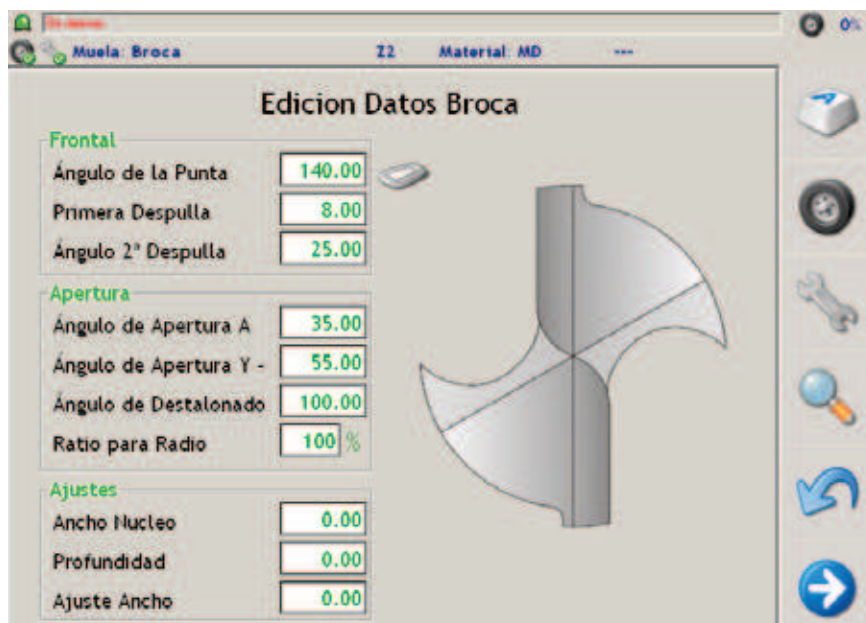 0%
Muela: Broca Z2 Material: MD ---
Edicion Datos Broca
Frontal
Ángulo de la Punta 140.00
Primera Despulla 8.00
Ángulo 2ª Despulla 25.00
Apertura
Ángulo de Apertura A 35.00
Ángulo de Apertura Y - 55.00
Ángulo de Destalonado 100.00
Ratio para Radio 100 %
Ajustes
Ancho Nucleo 0.00
Profundidad 0.00
Ajuste Ancho 0.00
A